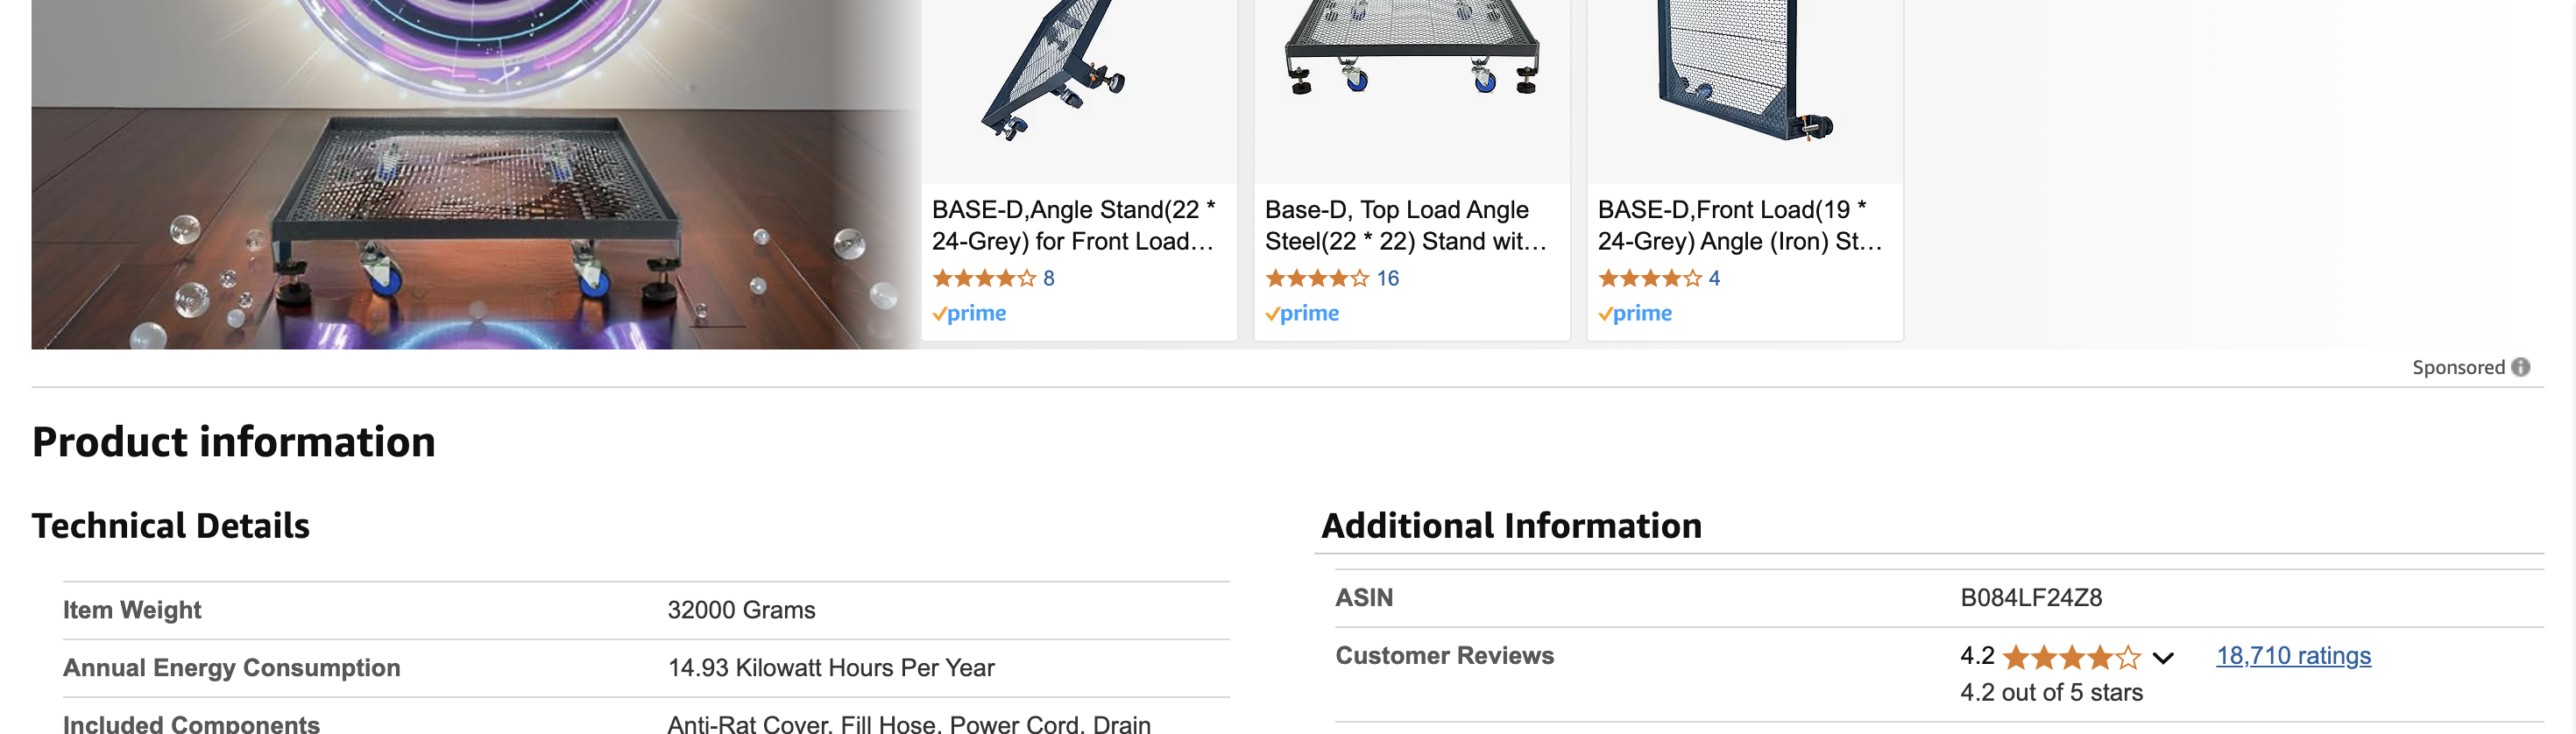 BASE-D,Angle Stand(22 *
24-Grey) for Front Load...
8
prime
Base-D, Top Load Angle
Steel(22 * 22) Stand wit...
16
prime
BASE-D,Front Load(19 *
24-Grey) Angle (Iron) St...
4
prime
Sponsored
Product information
Technical Details
Item Weight 32000 Grams
Annual Energy Consumption 14.93 Kilowatt Hours Per Year
Included Components Anti-Rat Cover, Fill Hose, Power Cord, Drain
Additional Information
ASIN B084LF24Z8
Customer Reviews 4.2 18,710 ratings
4.2 out of 5 stars